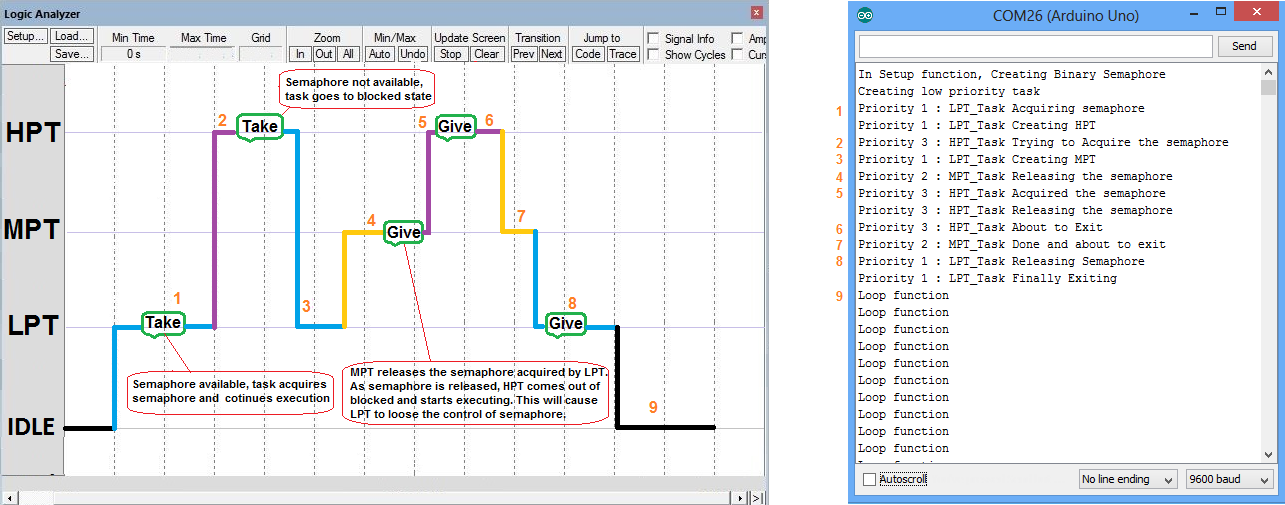 Logic Analyzer
Setup... Load... Save...
Min Time
0 s
Max Time
Grid
Zoom
In Out All
Min/Max
Auto Undo
Update Screen
Stop Clear
Transition
Prev Next
Jump to
Code Trace
Signal Info
Show Cycles
HPT
MPT
LPT
IDLE
Semaphore not available,
task goes to blocked state
2
Take
5
Give
6
4
Give
7
1
Take
3
8
Give
Semaphore available, task acquires
semaphore and cotinues execution
MPT releases the semaphore acquired by LPT.
As semaphore is released, HPT comes out of
blocked and starts executing. This will cause
LPT to loose the control of semaphore.
9
COM26 (Arduino Uno)
Send
In Setup function, Creating Binary Semaphore
Creating low priority task
1 Priority 1 : LPT_Task Acquiring semaphore
Priority 1 : LPT_Task Creating HPT
2 Priority 3 : HPT_Task Trying to Acquire the semaphore
3 Priority 1 : LPT_Task Creating MPT
4 Priority 2 : MPT_Task Releasing the semaphore
5 Priority 3 : HPT_Task Acquired the semaphore
Priority 3 : HPT_Task Releasing the semaphore
6 Priority 3 : HPT_Task About to Exit
7 Priority 2 : MPT_Task Done and about to exit
8 Priority 1 : LPT_Task Releasing Semaphore
Priority 1 : LPT_Task Finally Exiting
9 Loop function
Loop function
Loop function
Loop function
Loop function
Loop function
Loop function
Loop function
Loop function
Loop function
Autoscroll
No line ending
9600 baud